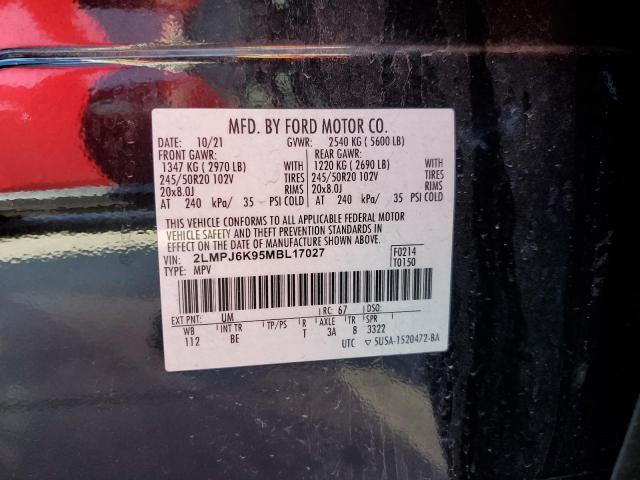 MFD. BY FORD MOTOR CO.
DATE: 10/21 GVWR: 2540 KG ( 5600 LB)
FRONT GAWR: REAR GAWR:
1347 KG ( 2970 LB) WITH 1220 KG ( 2690 LB) WITH
245/50R20 102V TIRES 245/50R20 102V TIRES
20x8.0J RIMS 20x8.0J RIMS
AT 240 kPa/ 35 PSI COLD AT 240 kPa/ 35 PSI COLD
THIS VEHICLE CONFORMS TO ALL APPLICABLE FEDERAL MOTOR
VEHICLE SAFETY AND THEFT PREVENTION STANDARDS IN
EFFECT ON THE DATE OF MANUFACTURE SHOWN ABOVE.
VIN: 2LMPJ6K95MBL17027 F0214
TYPE: MPV T0150
EXT PNT: UM RC: 67 DSO:
WB INT TR TP/PS R AXLE TR SPR
112 BE T 3A 8 3322
UTC ▽ 5U5A-1520472-BA